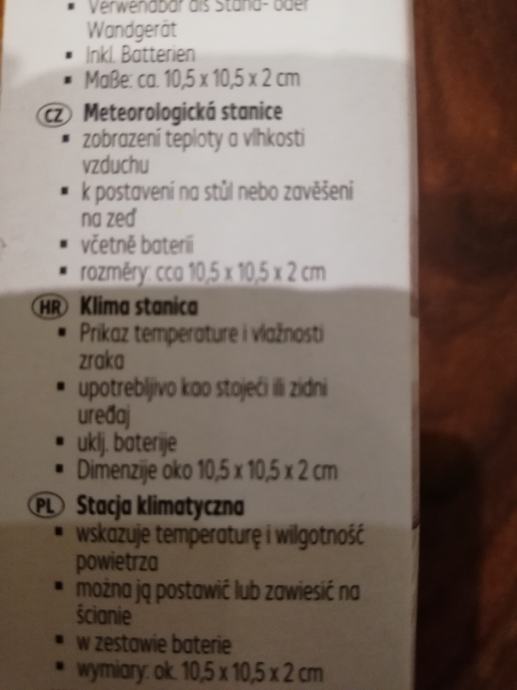 ▪ Verwendbar als Stand- oder
Wandgerät
▪ Inkl. Batterien
▪ Maße: ca. 10,5 x 10,5 x 2 cm
CZ Meteorologická stanice
▪ zobrazení teploty a vlhkosti
vzduchu
▪ k postavení na stůl nebo zavěšení
na zeď
▪ včetně baterií
▪ rozměry: cca 10,5 x 10,5 x 2 cm
HR Klima stanica
▪ Prikaz temperature i vlažnosti
zraka
▪ upotrebljivo kao stojeći ili zidni
uređaj
▪ uklj. baterije
▪ Dimenzije oko 10,5 x 10,5 x 2 cm
PL Stacja klimatyczna
▪ wskazuje temperaturę i wilgotność
powietrza
▪ można ją postawić lub zawiesić na
ścianie
▪ w zestawie baterie
▪ wymiary: ok. 10,5 x 10,5 x 2 cm